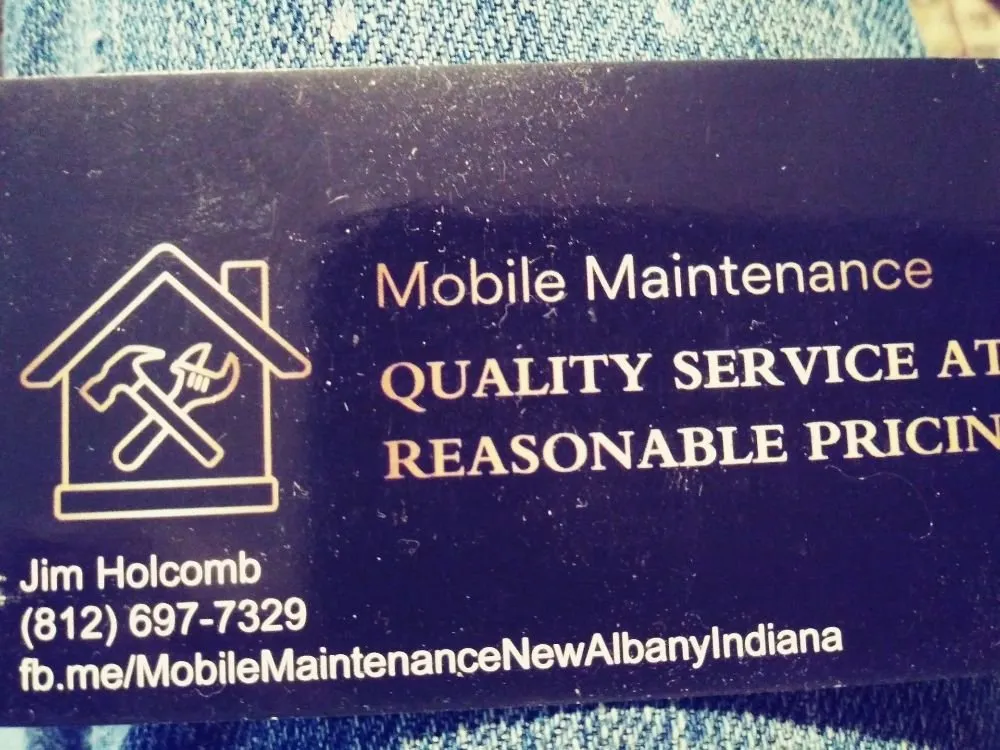 Mobile Maintenance
QUALITY SERVICE AT
REASONABLE PRICIN
Jim Holcomb
(812) 697-7329
fb.me/MobileMaintenanceNewAlbanyIndiana